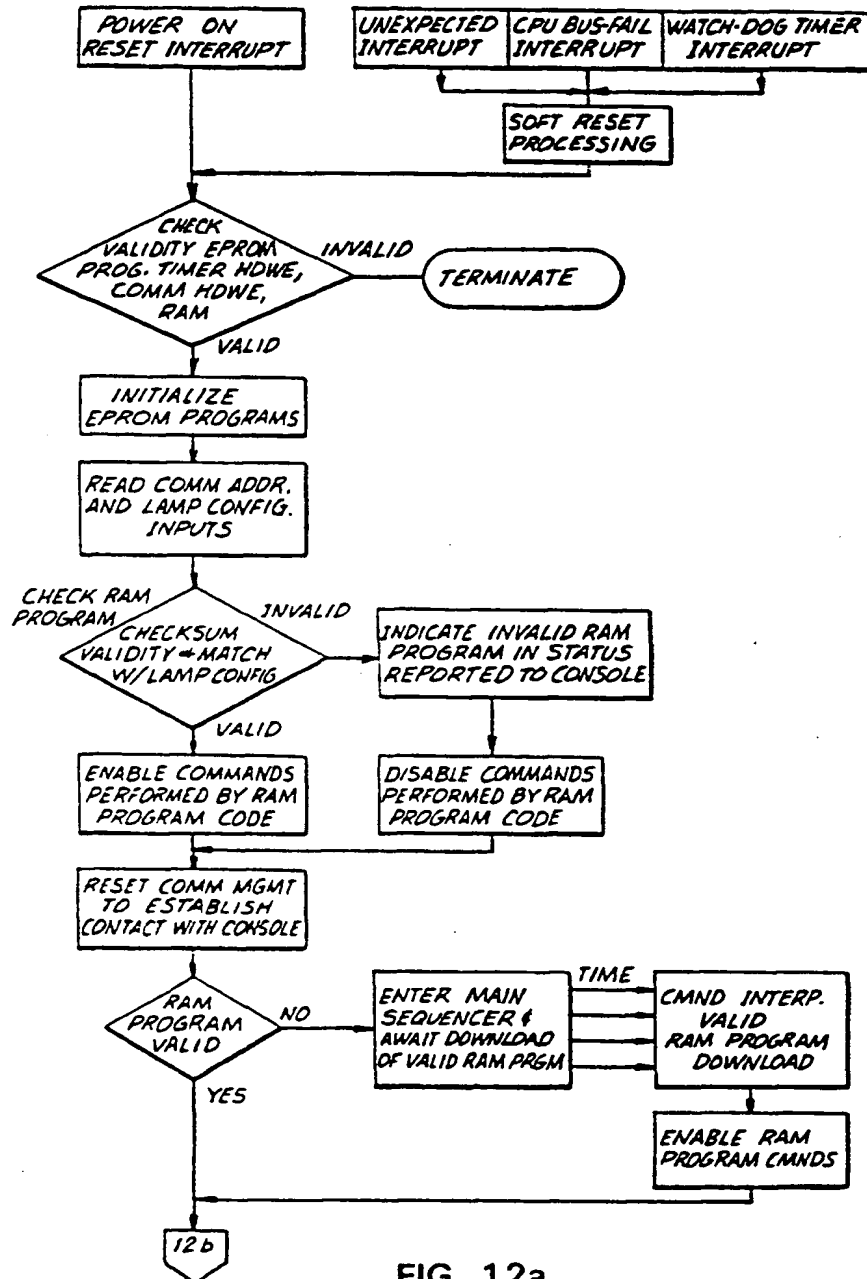 POWER ON
RESET INTERRUPT
UNEXPECTED
INTERRUPT
CPU BUS-FAIL
INTERRUPT
WATCH-DOG TIMER
INTERRUPT
SOFT RESET
PROCESSING
CHECK
VALIDITY EPROM
PROG. TIMER HDWE,
COMM HDWE,
RAM
INVALID
TERMINATE
VALID
INITIALIZE
EPROM PROGRAMS
READ COMM ADDR.
AND LAMP CONFIG.
INPUTS
CHECK RAM
PROGRAM
CHECKSUM
VALIDITY & MATCH
W/LAMP CONFIG
INVALID
INDICATE INVALID RAM
PROGRAM IN STATUS
REPORTED TO CONSOLE
VALID
ENABLE COMMANDS
PERFORMED BY RAM
PROGRAM CODE
DISABLE COMMANDS
PERFORMED BY RAM
PROGRAM CODE
RESET COMM MGMT
TO ESTABLISH
CONTACT WITH CONSOLE
RAM
PROGRAM
VALID
NO
ENTER MAIN
SEQUENCER &
AWAIT DOWNLOAD
OF VALID RAM PRGM
TIME
CMND INTERP.
VALID
RAM PROGRAM
DOWNLOAD
YES
ENABLE RAM
PROGRAM CMNDS
12b
FIG. 12a